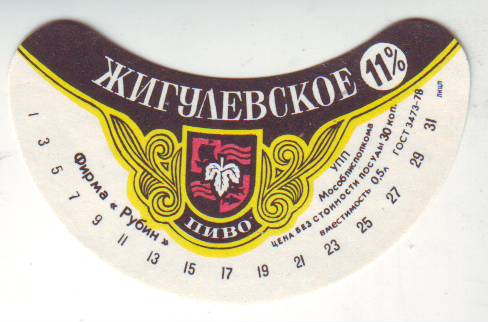 ЖИГУЛЕВСКОЕ 11%
ПИВО
Фирма « Рубин »
УПП
Мособлисполкома
ЦЕНА БЕЗ СТОИМОСТИ ПОСУДЫ 30 КОП.
вместимость 0,5л.
ГОСТ 3473-78
1 3 5 7 9 11 13 15 17 19 21 23 25 27 29 31